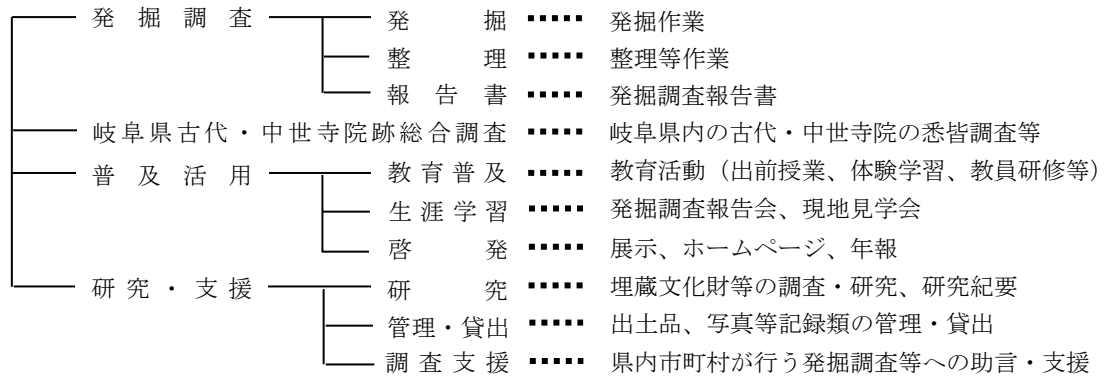 発掘調査 発掘 ▪▪▪▪▪ 発掘作業
整理 ▪▪▪▪▪ 整理等作業
報告書 ▪▪▪▪▪ 発掘調査報告書
岐阜県古代・中世寺院跡総合調査 ▪▪▪▪▪ 岐阜県内の古代・中世寺院の悉皆調査等
普及活用 教育普及 ▪▪▪▪▪ 教育活動（出前授業、体験学習、教員研修等）
生涯学習 ▪▪▪▪▪ 発掘調査報告会、現地見学会
啓発 ▪▪▪▪▪ 展示、ホームページ、年報
研究・支援 研究 ▪▪▪▪▪ 埋蔵文化財等の調査・研究、研究紀要
管理・貸出 ▪▪▪▪▪ 出土品、写真等記録類の管理・貸出
調査支援 ▪▪▪▪▪ 県内市町村が行う発掘調査等への助言・支援